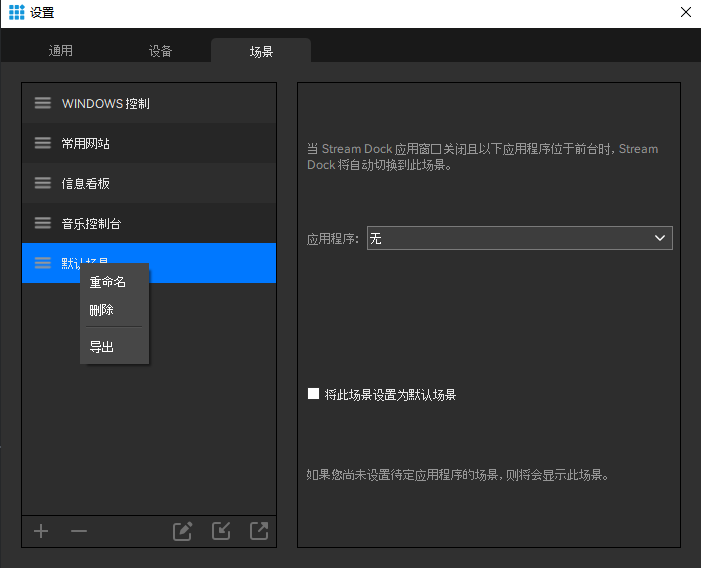 设置
通用
设备
场景
WINDOWS 控制
常用网站
信息看板
音乐控制台
默认场景
重命名
删除
导出
当 Stream Dock 应用窗口关闭且以下应用程序位于前台时, Stream
Dock 将自动切换到此场景。
应用程序:
无
将此场景设置为默认场景
如果您尚未设置待定应用程序的场景, 则将会显示此场景。